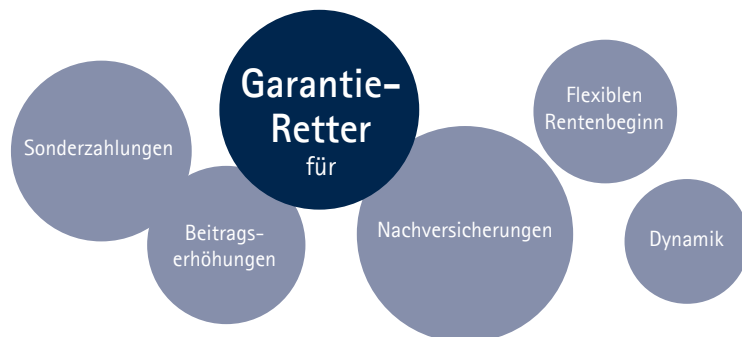 Garantie-
Retter
für
Sonderzahlungen
Beitrags-
erhöhungen
Nachversicherungen
Flexiblen
Rentenbeginn
Dynamik